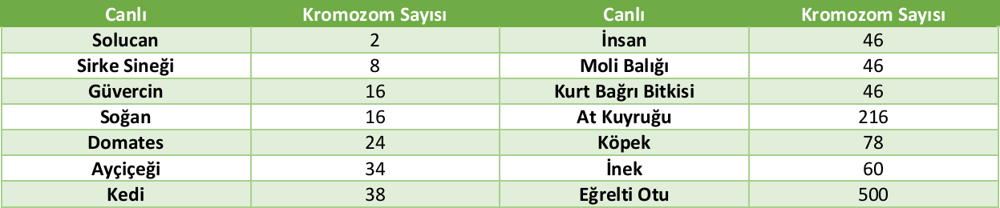 Canlı Kromozom Sayısı Canlı Kromozom Sayısı
Solucan 2 İnsan 46
Sirke Sineği 8 Moli Balığı 46
Güvercin 16 Kurt Bağrı Bitkisi 46
Soğan 16 At Kuyruğu 216
Domates 24 Köpek 78
Ayçiçeği 34 İnek 60
Kedi 38 Eğrelti Otu 500